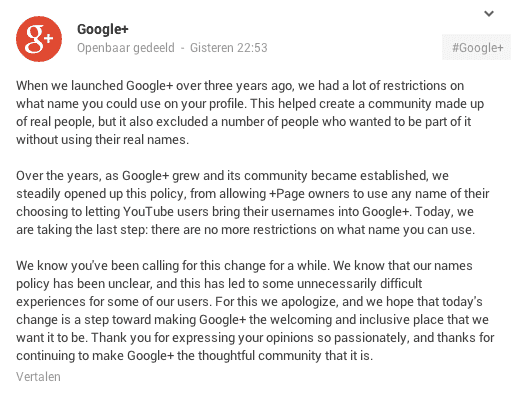 g+
Google+
Openbaar gedeeld - Gisteren 22:53
#Google+
When we launched Google+ over three years ago, we had a lot of restrictions on
what name you could use on your profile. This helped create a community made up
of real people, but it also excluded a number of people who wanted to be part of it
without using their real names.
Over the years, as Google+ grew and its community became established, we
steadily opened up this policy, from allowing +Page owners to use any name of their
choosing to letting YouTube users bring their usernames into Google+. Today, we
are taking the last step: there are no more restrictions on what name you can use.
We know you've been calling for this change for a while. We know that our names
policy has been unclear, and this has led to some unnecessarily difficult
experiences for some of our users. For this we apologize, and we hope that today's
change is a step toward making Google+ the welcoming and inclusive place that we
want it to be. Thank you for expressing your opinions so passionately, and thanks for
continuing to make Google+ the thoughtful community that it is.
Vertalen